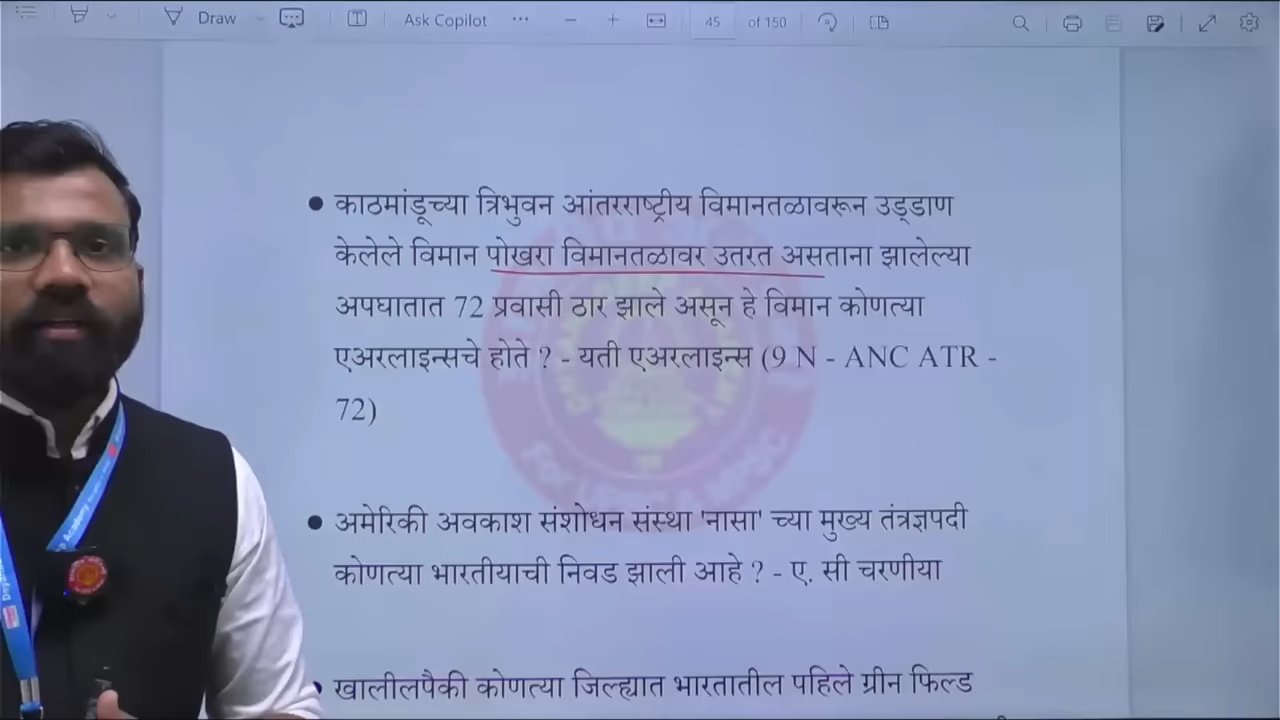 Draw
Ask Copilot
45 of 150
• काठमांडूच्या त्रिभुवन आंतरराष्ट्रीय विमानतळावरून उड्डाण
केलेले विमान पोखरा विमानतळावर उतरत असताना झालेल्या
अपघातात 72 प्रवासी ठार झाले असून हे विमान कोणत्या
एअरलाइन्सचे होते ? - यती एअरलाइन्स (9 N - ANC ATR -
72)
• अमेरिकी अवकाश संशोधन संस्था 'नासा' च्या मुख्य तंत्रज्ञपदी
कोणत्या भारतीयाची निवड झाली आहे ? - ए. सी चरणीया
• खालीलपैकी कोणत्या जिल्ह्यात भारतातील पहिले ग्रीन फिल्ड